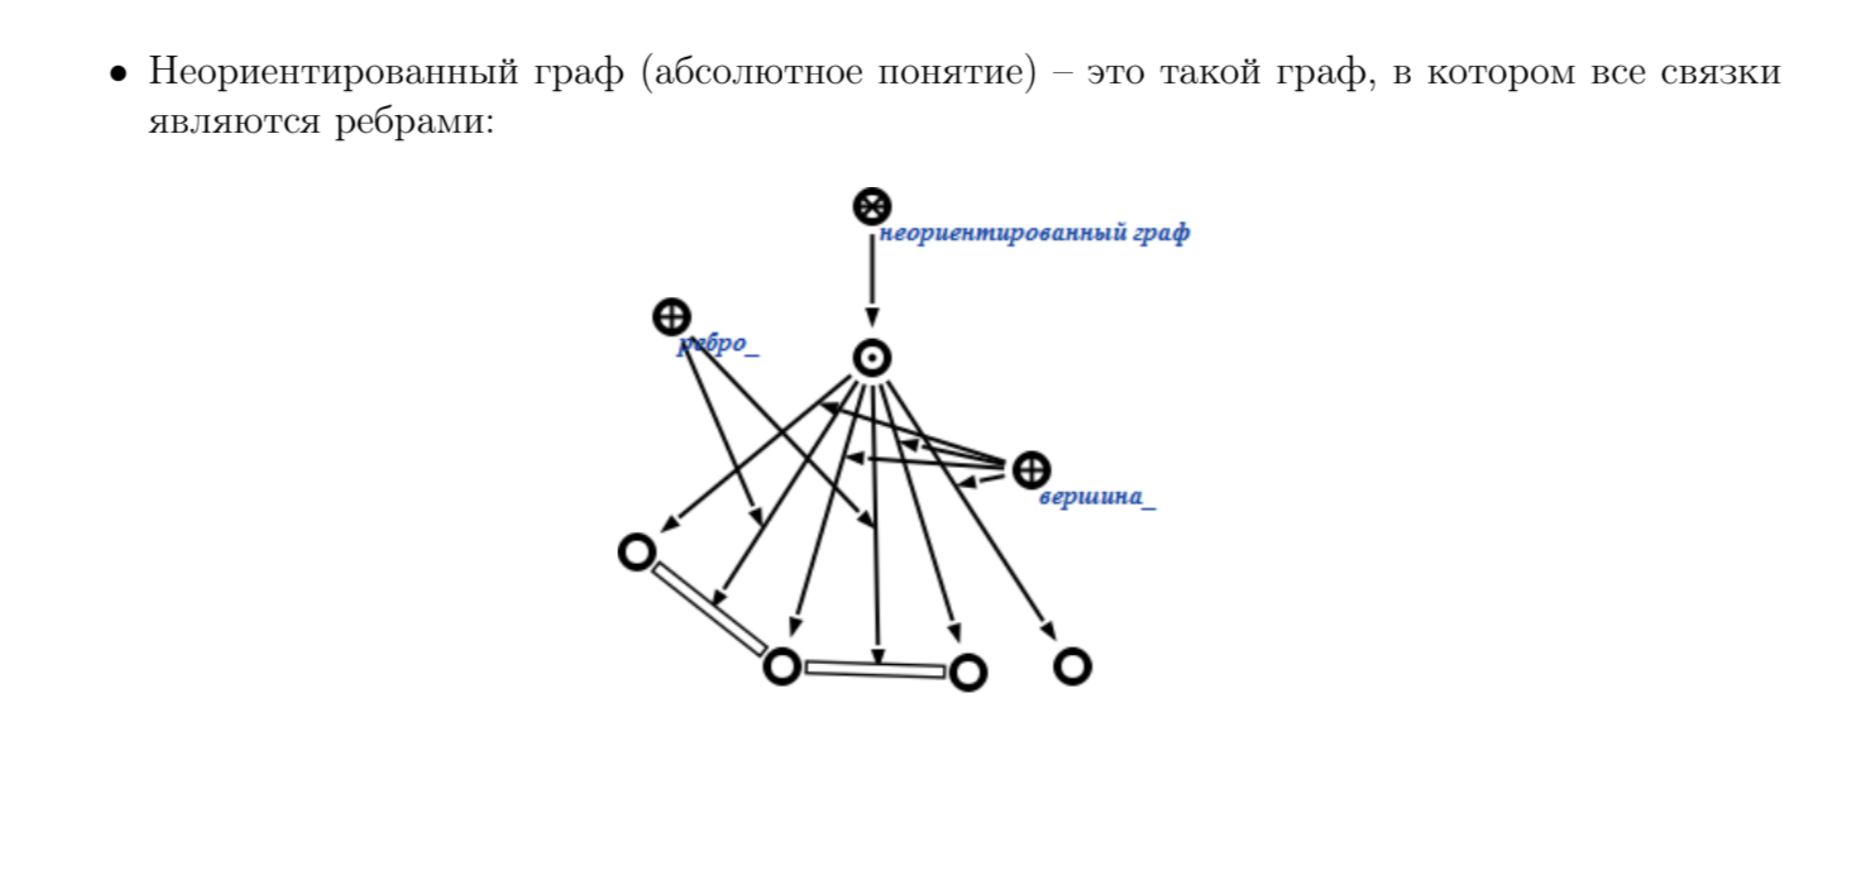 • Неориентированный граф (абсолютное понятие) – это такой граф, в котором все связки
являются ребрами:
неориентированный граф
ребро_
вершина_